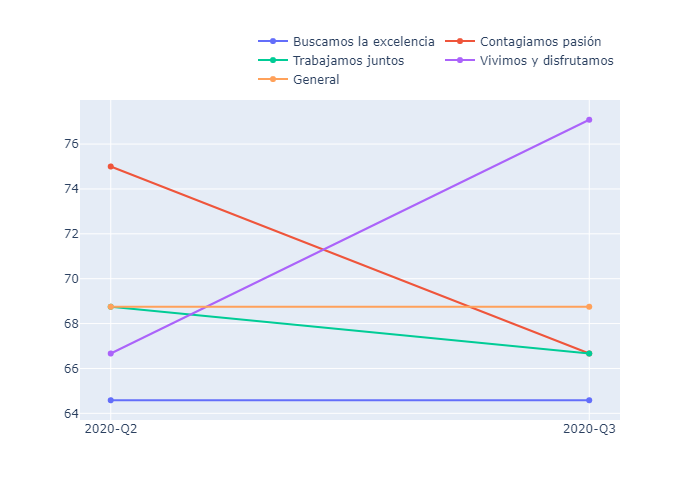 Buscamos la excelencia Contagiamos pasión
Trabajamos juntos Vivimos y disfrutamos
General
76
74
72
70
68
66
64
2020-Q2 2020-Q3